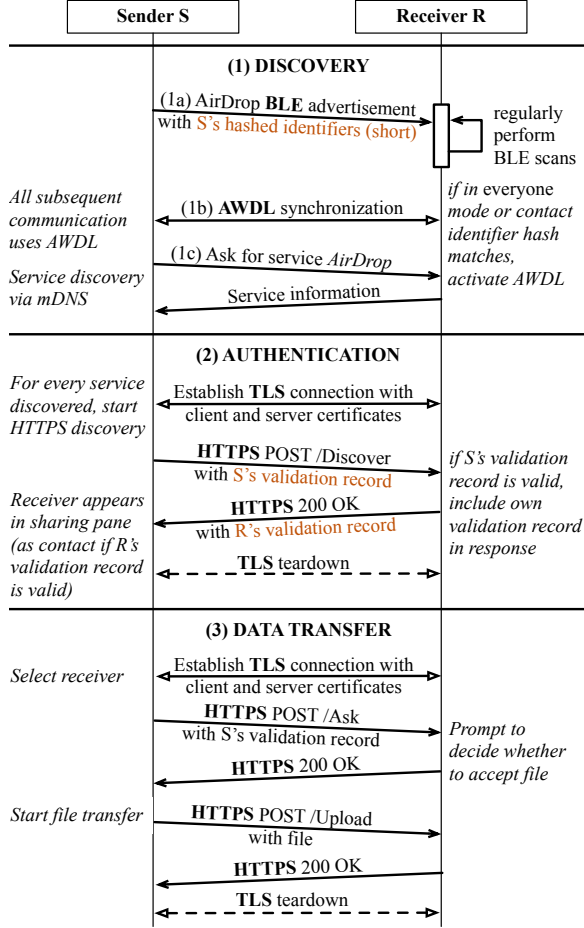 Sender S
Receiver R
(1) DISCOVERY
(1a) AirDrop BLE advertisement
with S's hashed identifiers (short)
regularly
perform
BLE scans
All subsequent
communication
uses AWDL
(1b) AWDL synchronization
if in everyone
mode or contact
identifier hash
matches,
activate AWDL
(1c) Ask for service AirDrop
Service discovery
via mDNS
Service information
(2) AUTHENTICATION
For every service
discovered, start
HTTPS discovery
Establish TLS connection with
client and server certificates
HTTPS POST /Discover
with S's validation record
if S's validation
record is valid,
include own
validation record
in response
Receiver appears
in sharing pane
(as contact if R's
validation record
is valid)
HTTPS 200 OK
with R's validation record
TLS teardown
(3) DATA TRANSFER
Select receiver
Establish TLS connection with
client and server certificates
HTTPS POST /Ask
with S's validation record
Prompt to
decide whether
to accept file
HTTPS 200 OK
Start file transfer
HTTPS POST /Upload
with file
HTTPS 200 OK
TLS teardown